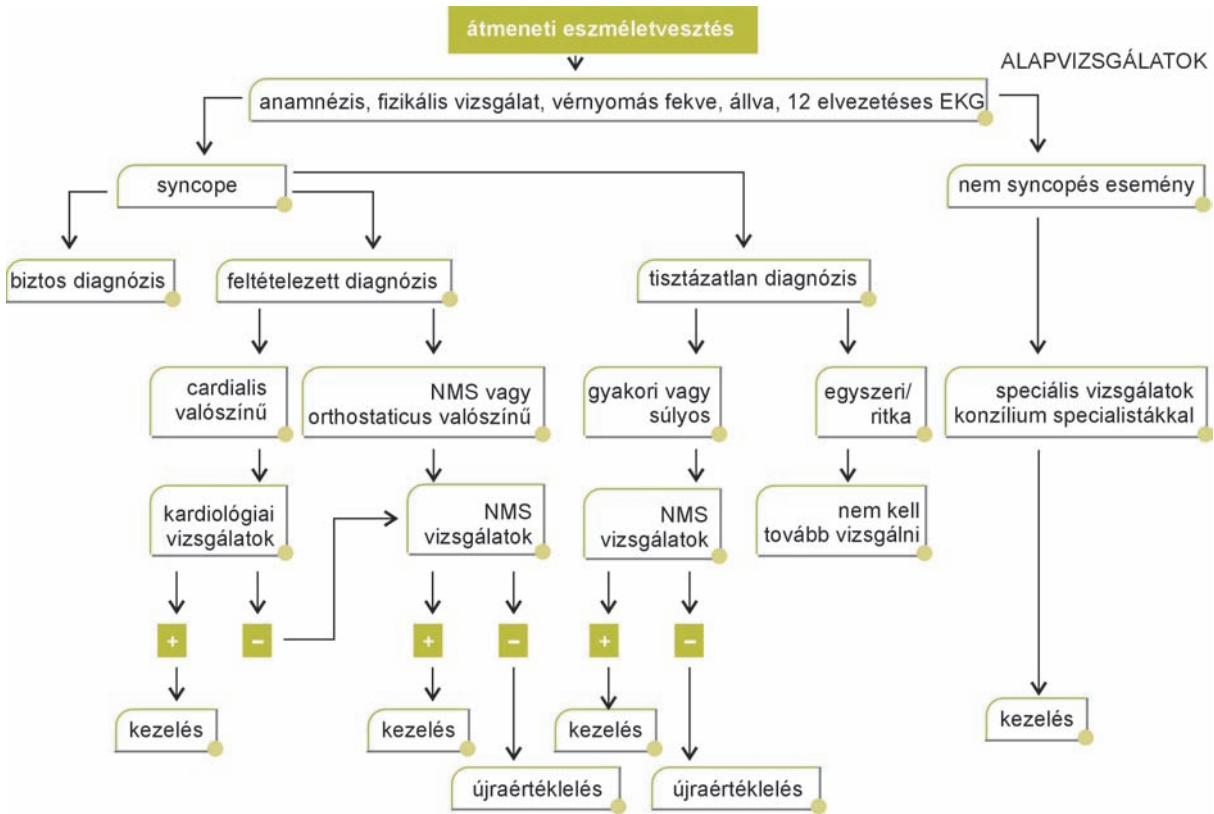 átmeneti eszméletvesztés
ALAPVIZSGÁLATOK
anamnézis, fizikális vizsgálat, vérnyomás fekve, állva, 12 elvezetéses EKG
syncope
nem syncopés esemény
biztos diagnózis
feltételezett diagnózis
tisztázatlan diagnózis
cardialis
valószínű
NMS vagy
orthostaticus valószínű
gyakori vagy
súlyos
egyszeri/
ritka
speciális vizsgálatok
konzílium specialistákkal
kardiológiai
vizsgálatok
NMS
vizsgálatok
NMS
vizsgálatok
nem kell
tovább vizsgálni
+
–
+
–
+
–
kezelés
kezelés
kezelés
kezelés
újraértéklelés
újraértéklelés